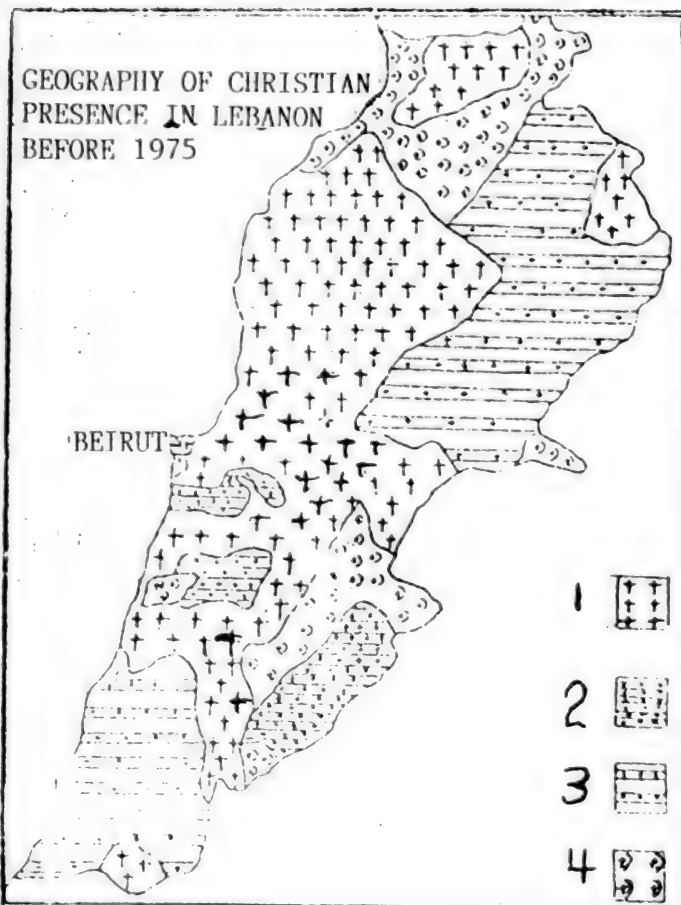 GEOGRAPHY OF CHRISTIAN
PRESENCE IN LEBANON
BEFORE 1975
BEIRUT
1
2
3
4